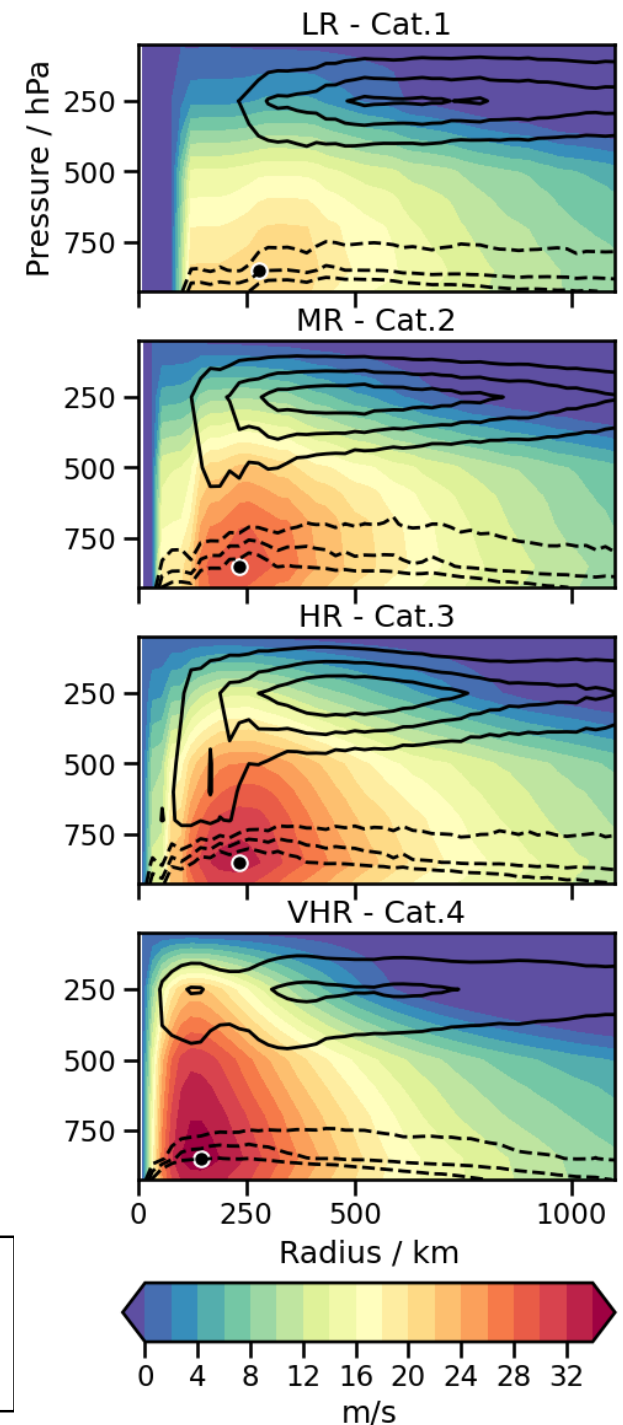 LR - Cat.1
Pressure / hPa
250
500
750
MR - Cat.2
250
500
750
HR - Cat.3
250
500
750
VHR - Cat.4
250
500
750
0 250 500 1000
Radius / km
0 4 8 12 16 20 24 28 32
m/s